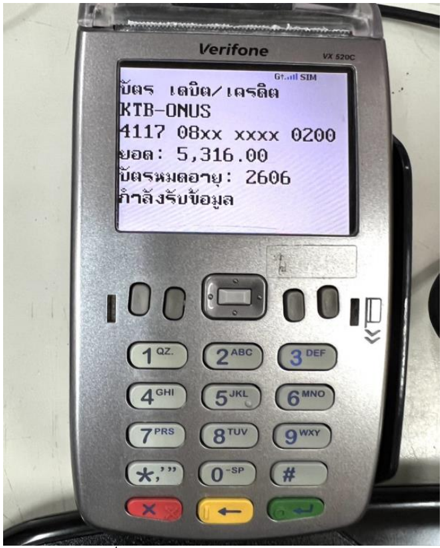 Verifone
VX 520C
G SIM
บัตร เดบิต/เครดิต
KTB-ONUS
4117 08xx xxxx 0200
ยอด: 5,316.00
บัตรหมดอายุ: 2606
กำลังรับข้อมูล
1 QZ.
2 ABC
3 DEF
4 GHI
5 JKL
6 MNO
7 PRS
8 TUV
9 WXY
*,'"
0 -SP
#